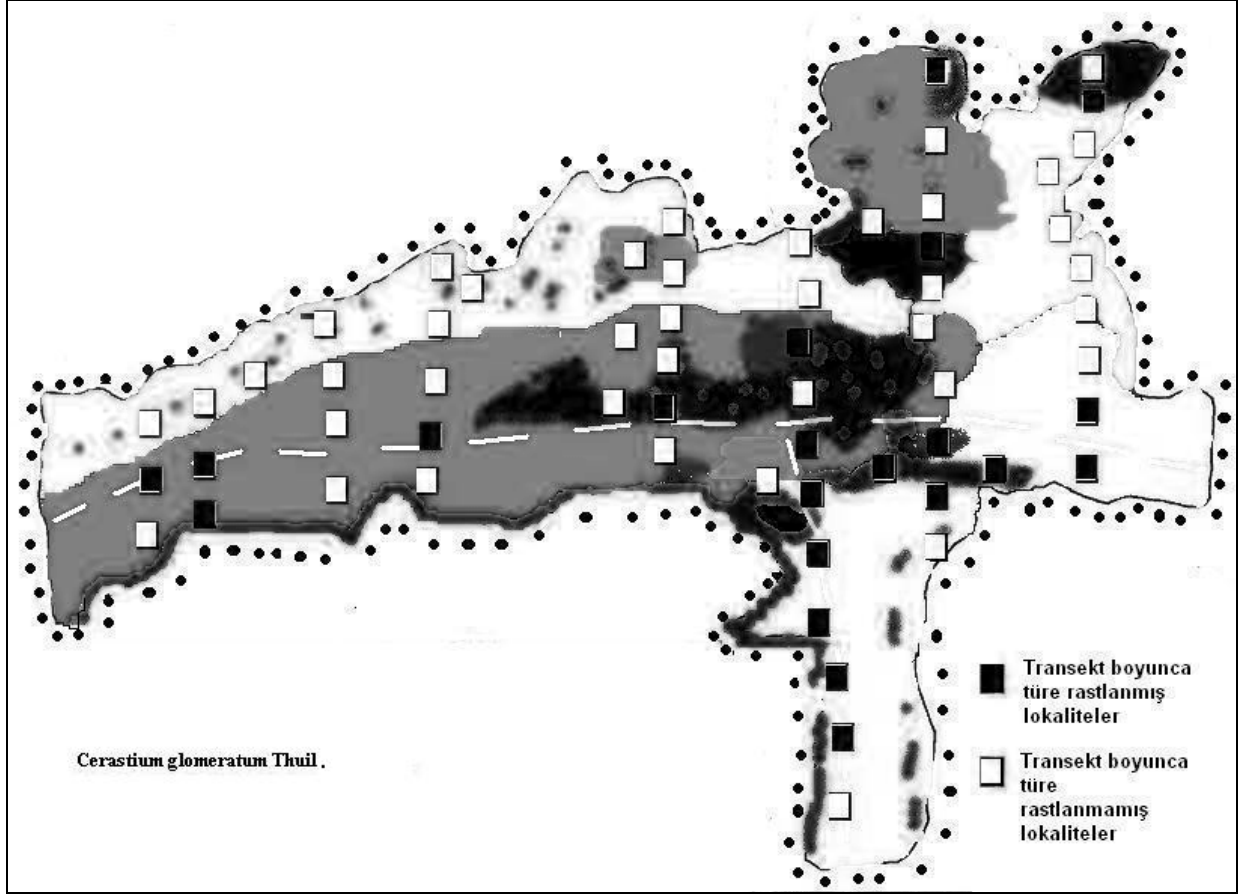 Transekt boyunca
türe rastlanmış
lokaliteler
Cerastium glomeratum Thuil .
Transekt boyunca
türe
rastlanmamış
lokaliteler